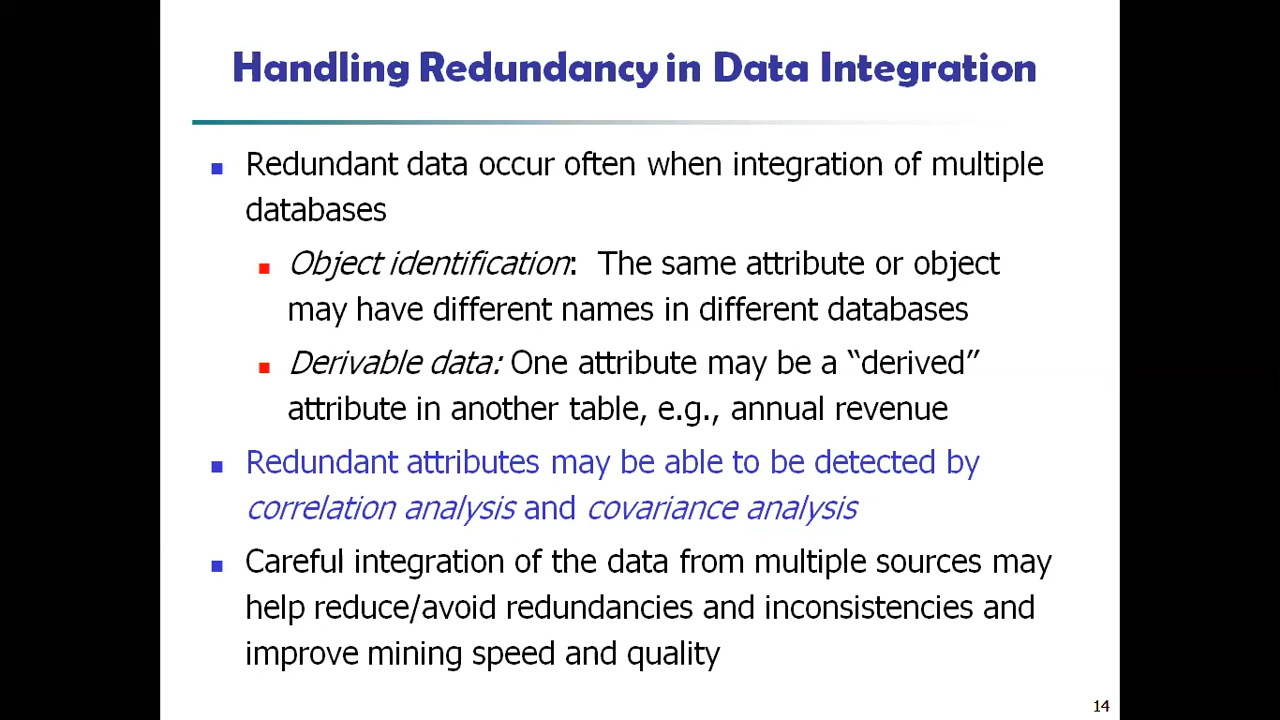 Handling Redundancy in Data Integration
Redundant data occur often when integration of multiple
databases
Object identification:  The same attribute or object
may have different names in different databases
Derivable data: One attribute may be a “derived”
attribute in another table, e.g., annual revenue
Redundant attributes may be able to be detected by
correlation analysis and covariance analysis
Careful integration of the data from multiple sources may
help reduce/avoid redundancies and inconsistencies and
improve mining speed and quality
14